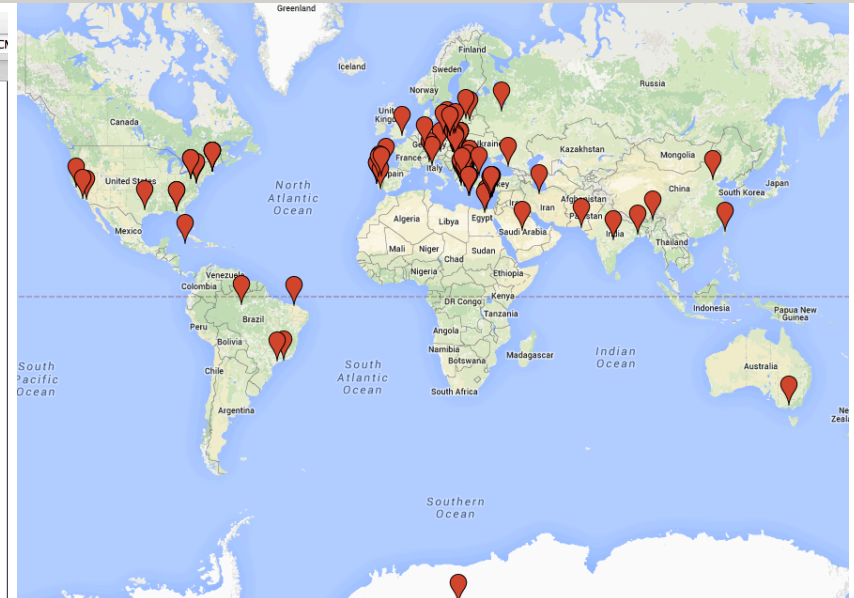 Greenland
CM
Finland
Iceland
Sweden
Russia
Norway
United
Kingdom
Canada
Ukraine
Kazakhstan
France
Mongolia
Italy
Spain
United States
North
Atlantic
Ocean
China
Japan
South Korea
Afghanistan
Iran
Pakistan
Algeria
Libya
Egypt
Saudi Arabia
India
Mexico
Thailand
Mali
Niger
Sudan
Chad
Venezuela
Nigeria
Ethiopia
Colombia
DR Congo
Kenya
Indonesia
Papua New
Guinea
Brazil
Tanzania
Peru
Angola
Bolivia
Namibia
Madagascar
Botswana
Indian
Ocean
South
Pacific
Ocean
South
Atlantic
Ocean
Chile
Australia
South Africa
Argentina
Ne
Zeala
Southern
Ocean